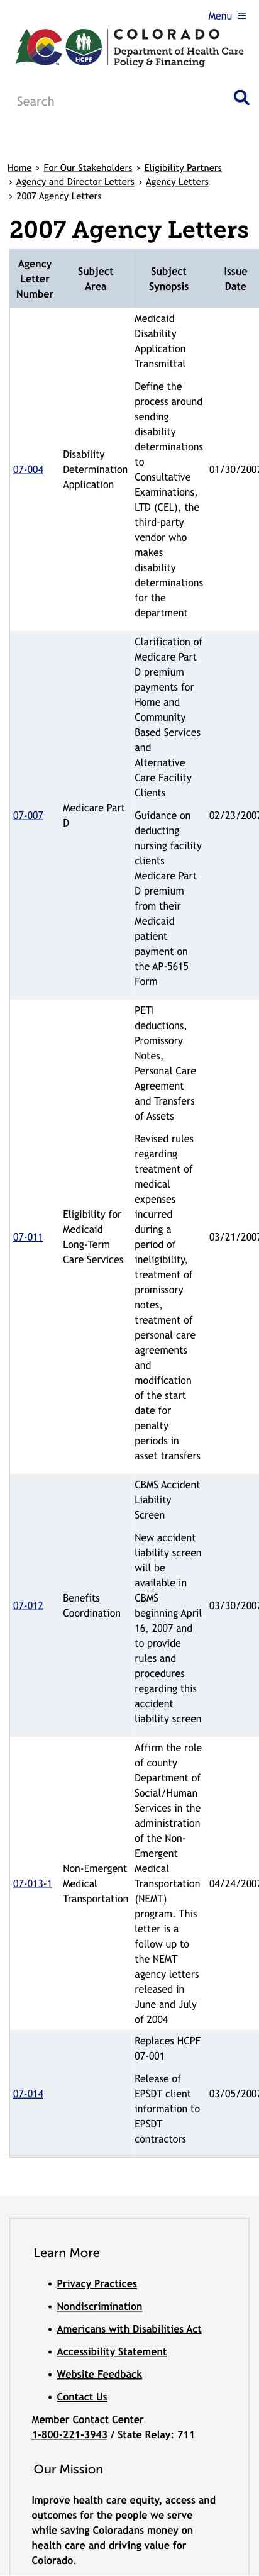 Menu ≡
COLORADO
Department of Health Care
Policy & Financing
HCPF
Search
Home › For Our Stakeholders › Eligibility Partners
› Agency and Director Letters › Agency Letters
› 2007 Agency Letters
2007 Agency Letters
Agency
Letter
Number
Subject
Area
Subject
Synopsis
Issue
Date
07-004
Disability
Determination
Application
Medicaid
Disability
Application
Transmittal
Define the
process around
sending
disability
determinations
to
Consultative
Examinations,
LTD (CEL), the
third-party
vendor who
makes
disability
determinations
for the
department
01/30/2007
07-007
Medicare Part
D
Clarification of
Medicare Part
D premium
payments for
Home and
Community
Based Services
and
Alternative
Care Facility
Clients
Guidance on
deducting
nursing facility
clients
Medicare Part
D premium
from their
Medicaid
patient
payment on
the AP-5615
Form
02/23/2007
07-011
Eligibility for
Medicaid
Long-Term
Care Services
PETI
deductions,
Promissory
Notes,
Personal Care
Agreement
and Transfers
of Assets
Revised rules
regarding
treatment of
medical
expenses
incurred
during a
period of
ineligibility,
treatment of
promissory
notes,
treatment of
personal care
agreements
and
modification
of the start
date for
penalty
periods in
asset transfers
03/21/2007
07-012
Benefits
Coordination
CBMS Accident
Liability
Screen
New accident
liability screen
will be
available in
CBMS
beginning April
16, 2007 and
to provide
rules and
procedures
regarding this
accident
liability screen
03/30/2007
07-013-1
Non-Emergent
Medical
Transportation
Affirm the role
of county
Department of
Social/Human
Services in the
administration
of the Non-
Emergent
Medical
Transportation
(NEMT)
program. This
letter is a
follow up to
the NEMT
agency letters
released in
June and July
of 2004
04/24/2007
07-014
Replaces HCPF
07-001
Release of
EPSDT client
information to
EPSDT
contractors
03/05/2007
Learn More
• Privacy Practices
• Nondiscrimination
• Americans with Disabilities Act
• Accessibility Statement
• Website Feedback
• Contact Us
Member Contact Center
1-800-221-3943 / State Relay: 711
Our Mission
Improve health care equity, access and
outcomes for the people we serve
while saving Coloradans money on
health care and driving value for
Colorado.